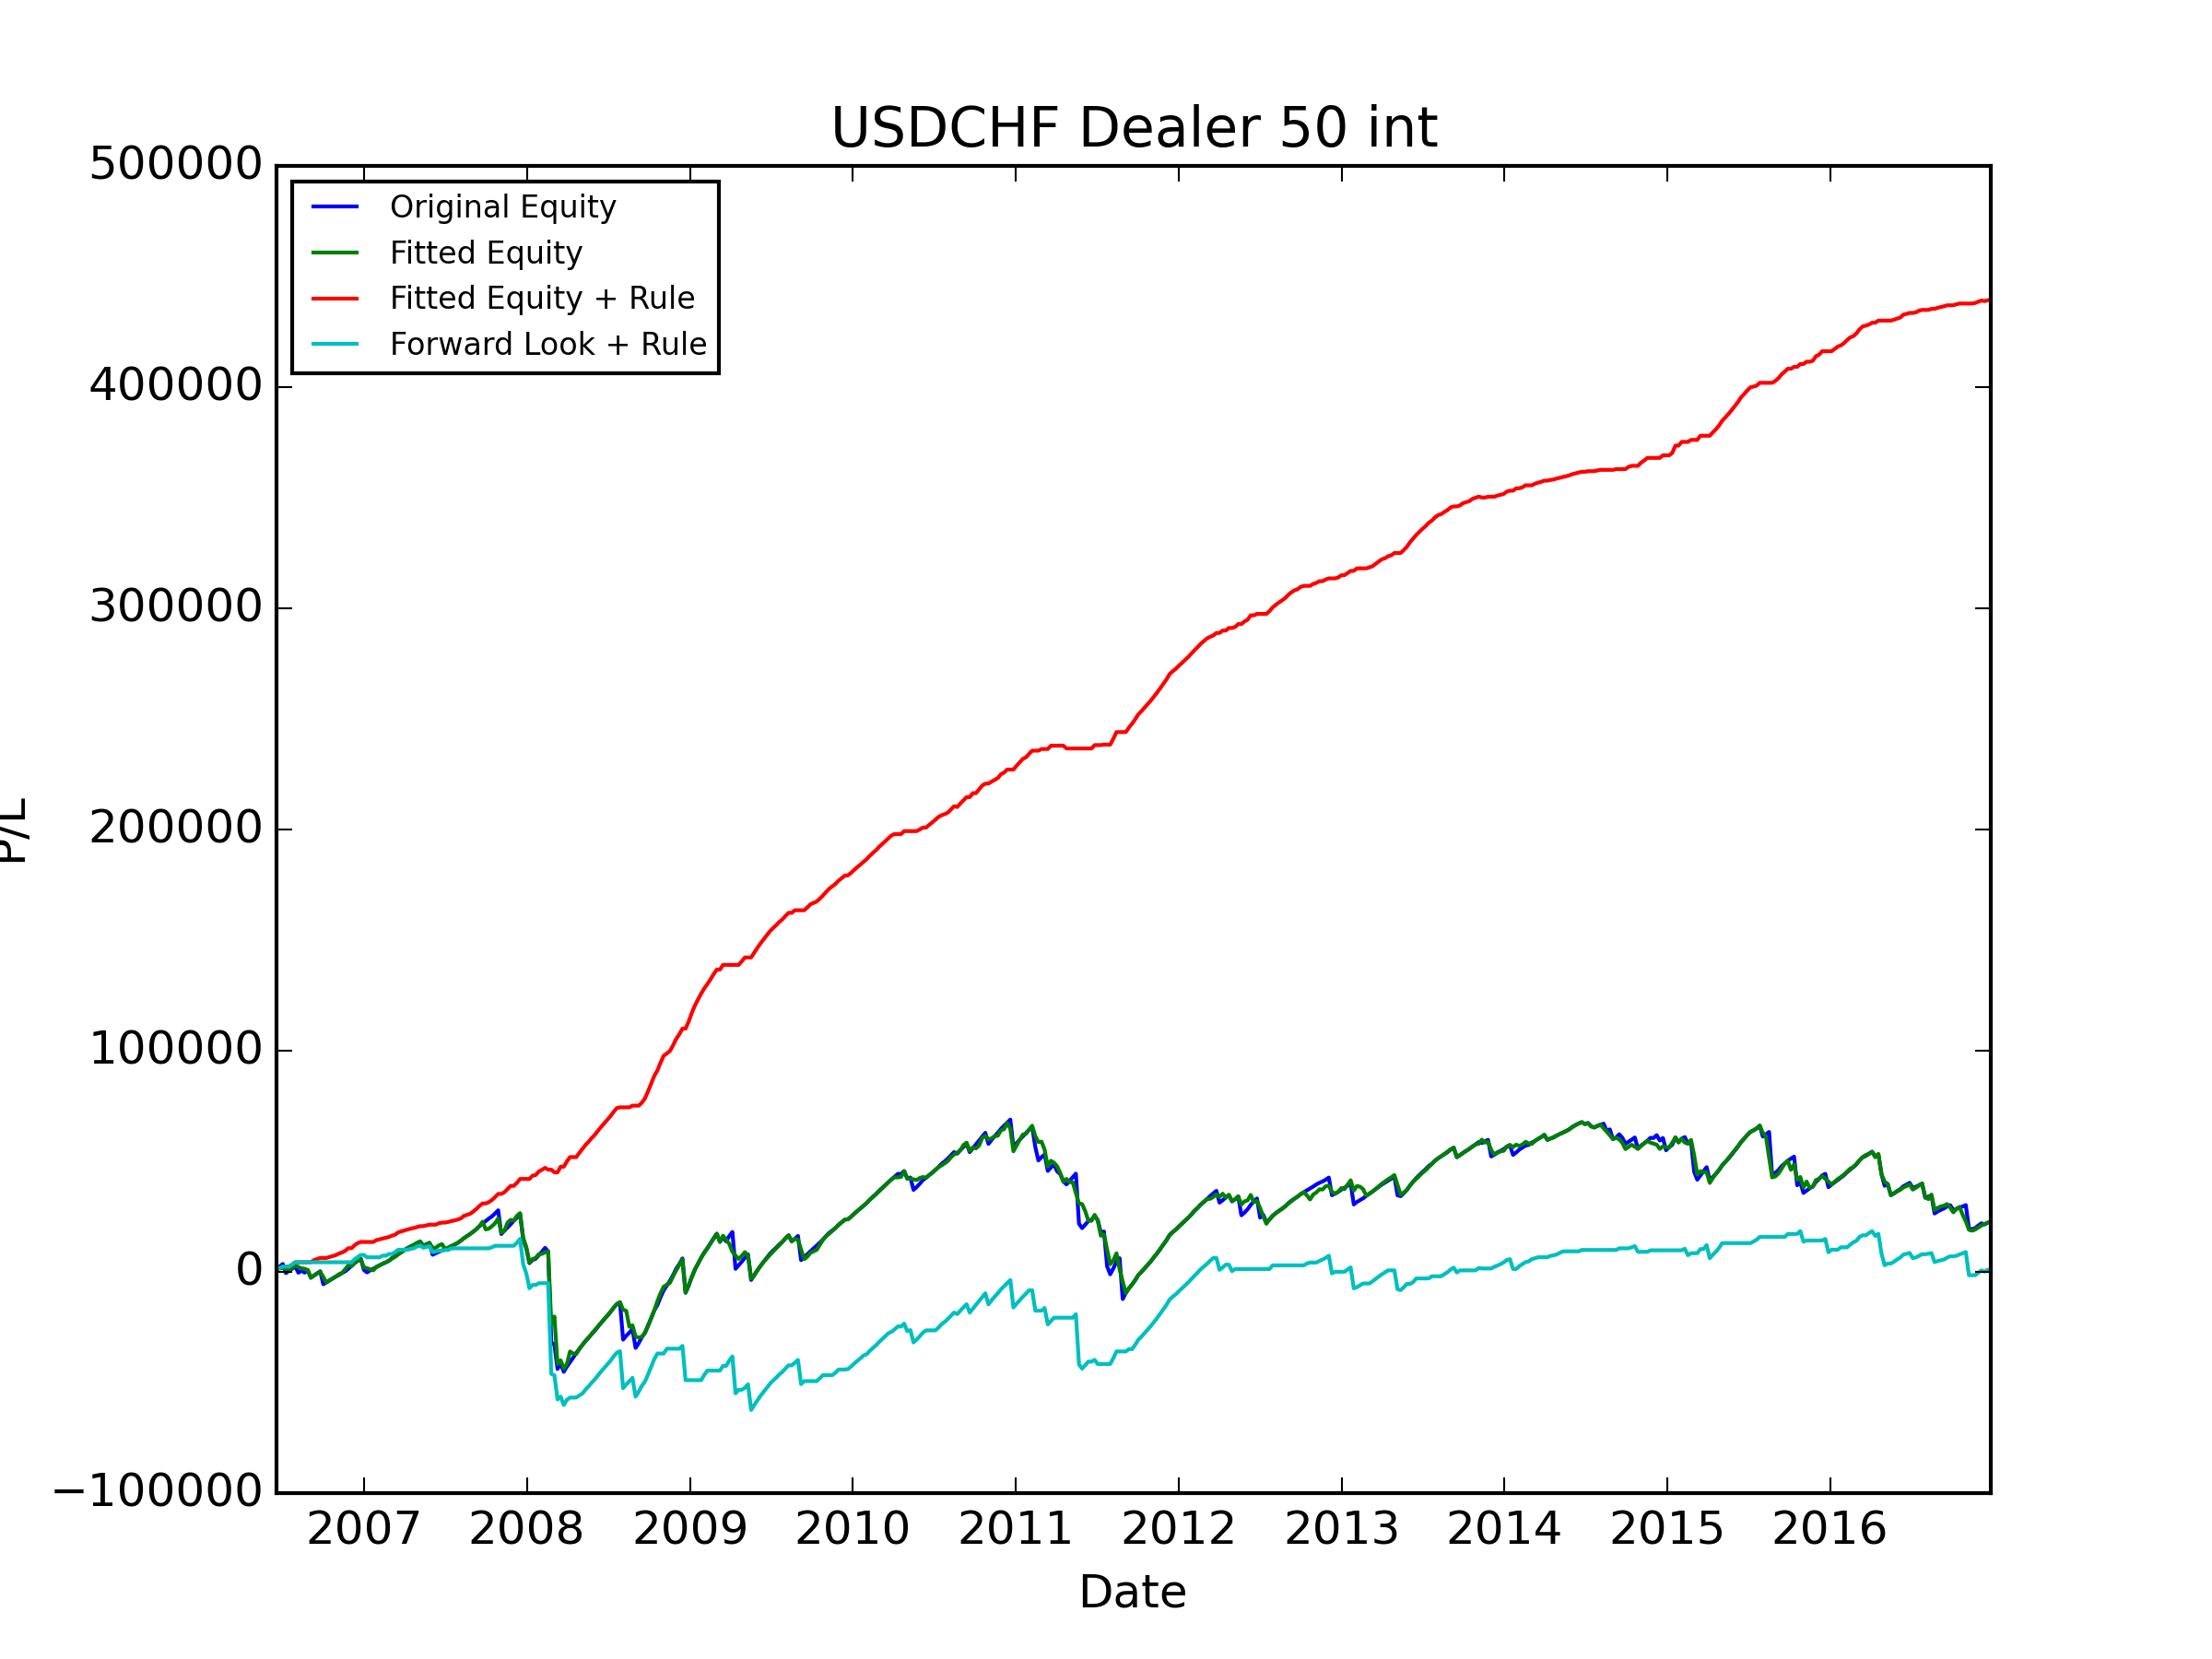 USDCHF Dealer 50 int
500000
400000
300000
200000
100000
0
−100000
Original Equity
Fitted Equity
Fitted Equity + Rule
Forward Look + Rule
P/L
2007 2008 2009 2010 2011 2012 2013 2014 2015 2016
Date